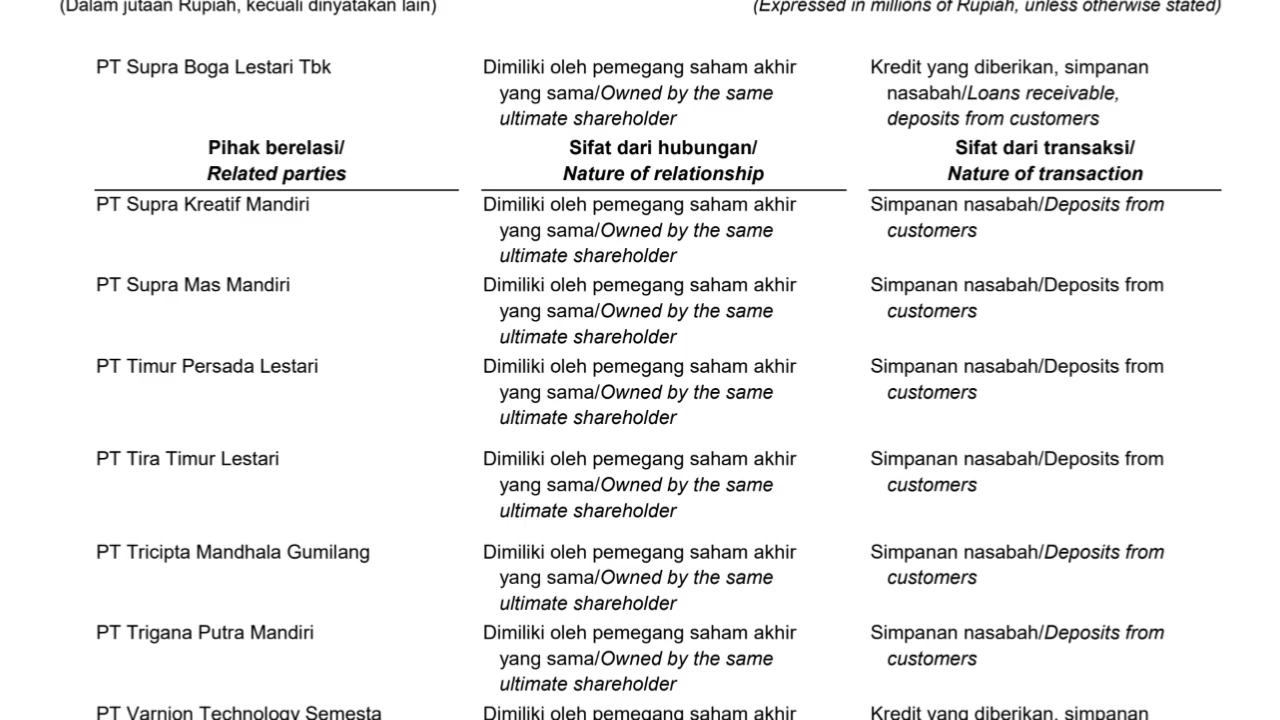 (Dalam jutaan Rupiah, kecuali dinyatakan lain) (Expressed in millions of Rupiah, unless otherwise stated)
PT Supra Boga Lestari Tbk Dimiliki oleh pemegang saham akhir Kredit yang diberikan, simpanan
yang sama/Owned by the same nasabah/Loans receivable,
ultimate shareholder deposits from customers
Pihak berelasi/ Sifat dari hubungan/ Sifat dari transaksi/
Related parties Nature of relationship Nature of transaction
PT Supra Kreatif Mandiri Dimiliki oleh pemegang saham akhir Simpanan nasabah/Deposits from
yang sama/Owned by the same customers
ultimate shareholder
PT Supra Mas Mandiri Dimiliki oleh pemegang saham akhir Simpanan nasabah/Deposits from
yang sama/Owned by the same customers
ultimate shareholder
PT Timur Persada Lestari Dimiliki oleh pemegang saham akhir Simpanan nasabah/Deposits from
yang sama/Owned by the same customers
ultimate shareholder
PT Tira Timur Lestari Dimiliki oleh pemegang saham akhir Simpanan nasabah/Deposits from
yang sama/Owned by the same customers
ultimate shareholder
PT Tricipta Mandhala Gumilang Dimiliki oleh pemegang saham akhir Simpanan nasabah/Deposits from
yang sama/Owned by the same customers
ultimate shareholder
PT Trigana Putra Mandiri Dimiliki oleh pemegang saham akhir Simpanan nasabah/Deposits from
yang sama/Owned by the same customers
ultimate shareholder
PT Varnion Technology Semesta Dimiliki oleh pemegang saham akhir Kredit yang diberikan, simpanan